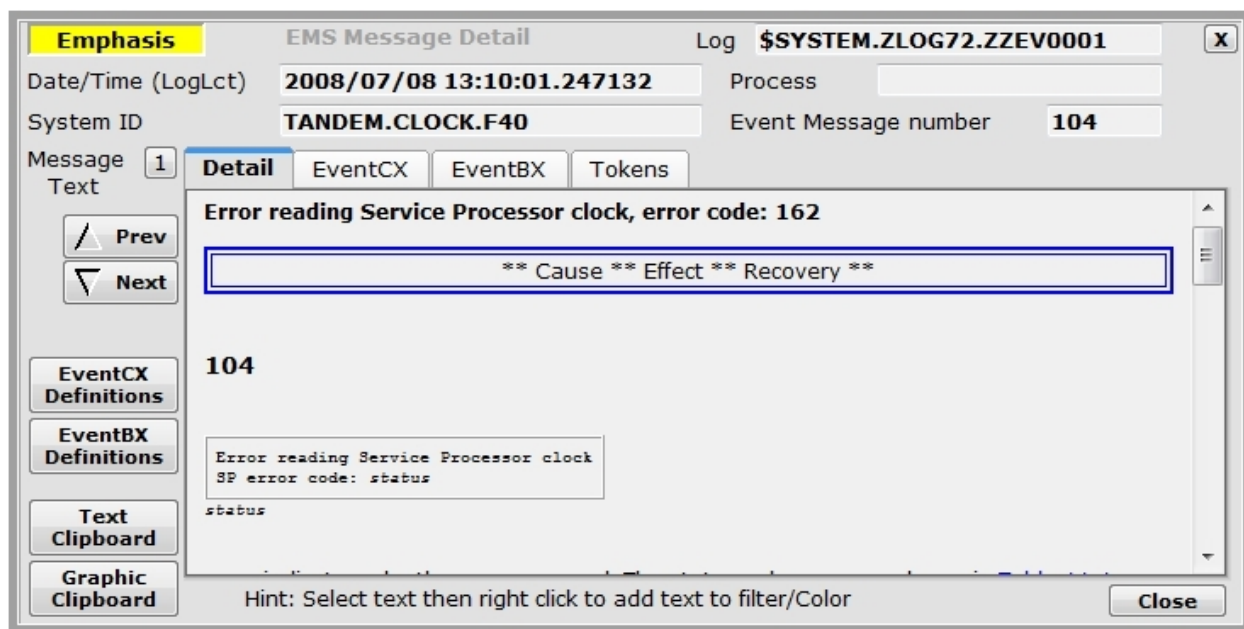 Emphasis EMS Message Detail Log $SYSTEM.ZLOG72.ZZEV0001 X
Date/Time (LogLct) 2008/07/08 13:10:01.247132 Process
System ID TANDEM.CLOCK.F40 Event Message number 104
Message Text 1
Detail EventCX EventBX Tokens
Prev
Next
EventCX
Definitions
EventBX
Definitions
Text
Clipboard
Graphic
Clipboard
Error reading Service Processor clock, error code: 162
** Cause ** Effect ** Recovery **
104
Error reading Service Processor clock
SP error code: status
status
Hint: Select text then right click to add text to filter/Color
Close